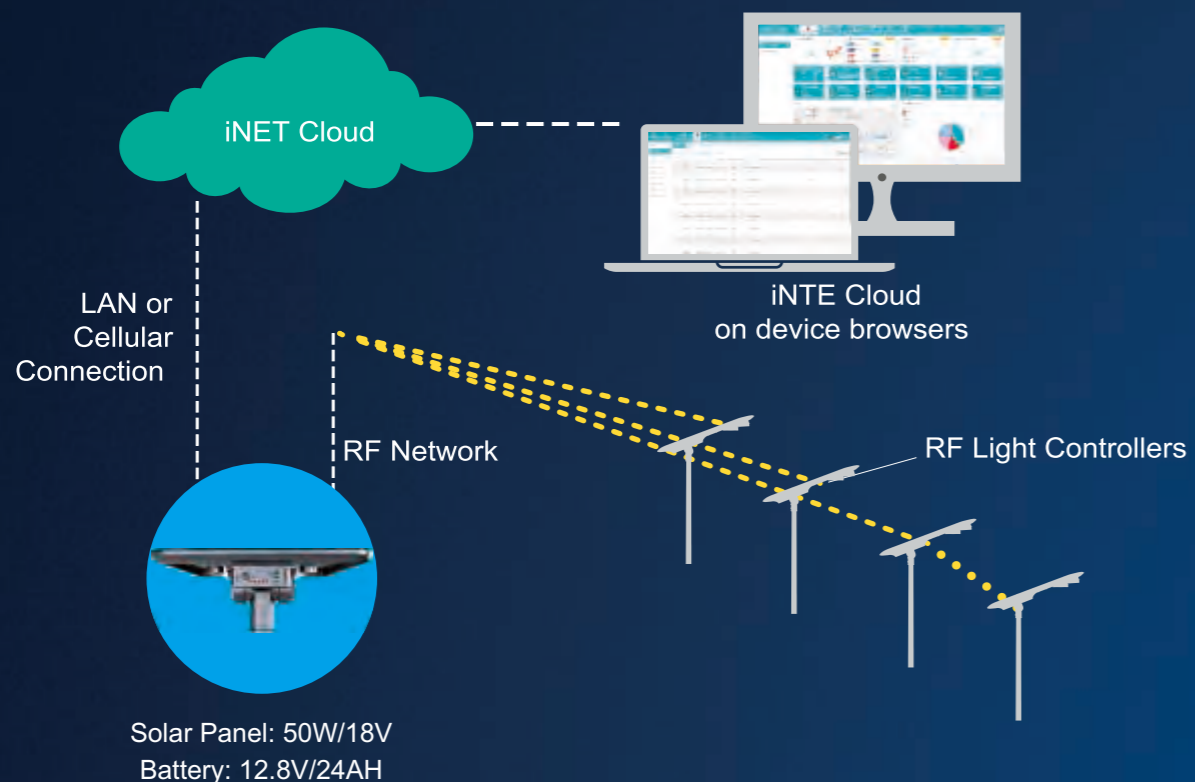 iNET Cloud
iNTE Cloud
on device browsers
LAN or
Cellular
Connection
RF Network
RF Light Controllers
Solar Panel: 50W/18V
Battery: 12.8V/24AH